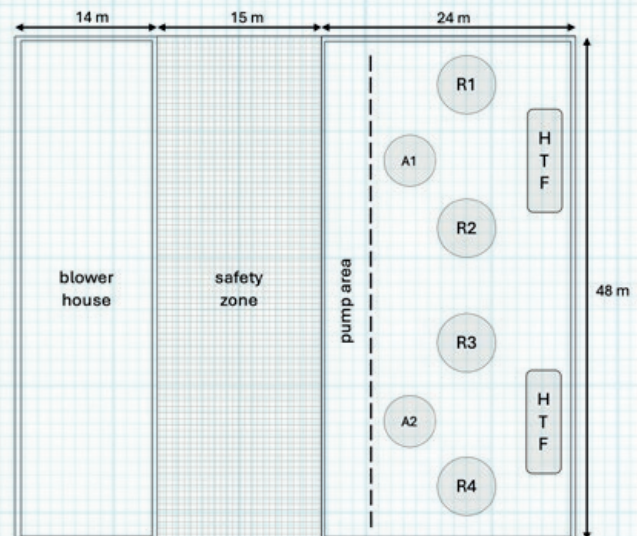 14 m
15 m
24 m
R1
A1
H
T
F
R2
blower
house
safety
zone
pump area
48 m
R3
A2
H
T
F
R4